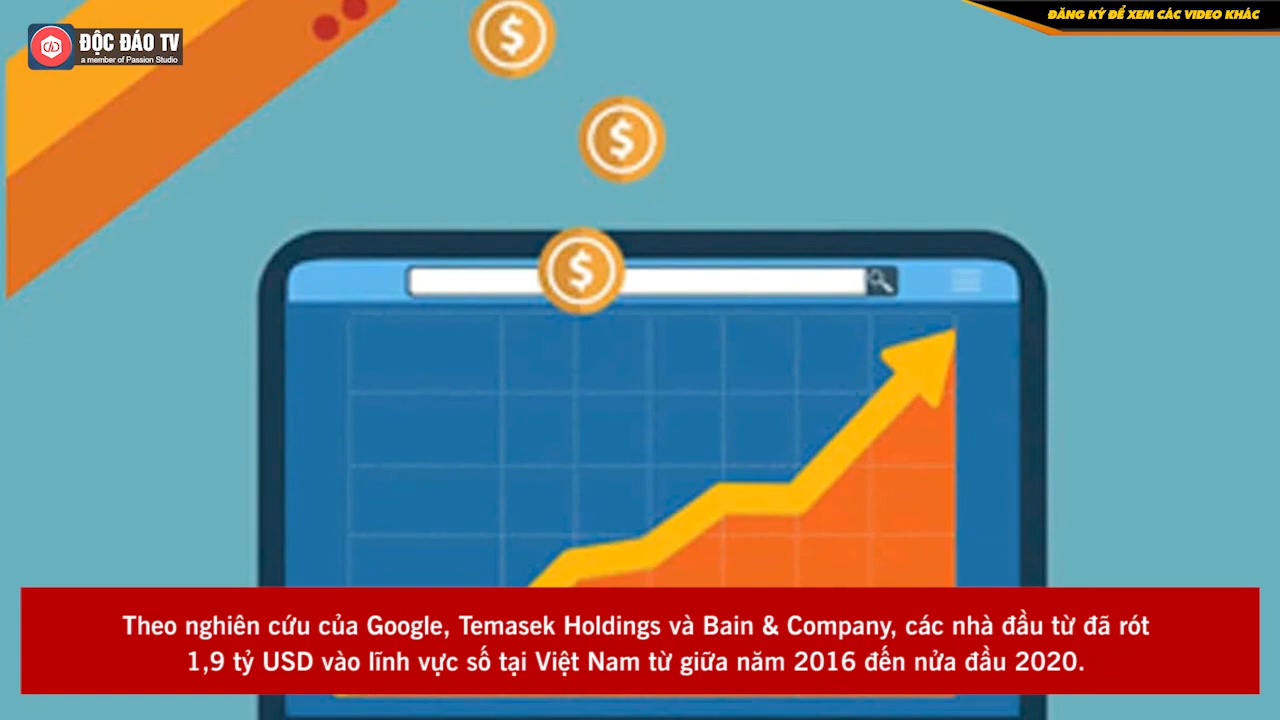 ĐỘC ĐÁO TV
a member of Passion Studio
ĐĂNG KÝ ĐỂ XEM CÁC VIDEO KHÁC
$
$
$
Theo nghiên cứu của Google, Temasek Holdings và Bain & Company, các nhà đầu từ đã rót
1,9 tỷ USD vào lĩnh vực số tại Việt Nam từ giữa năm 2016 đến nửa đầu 2020.